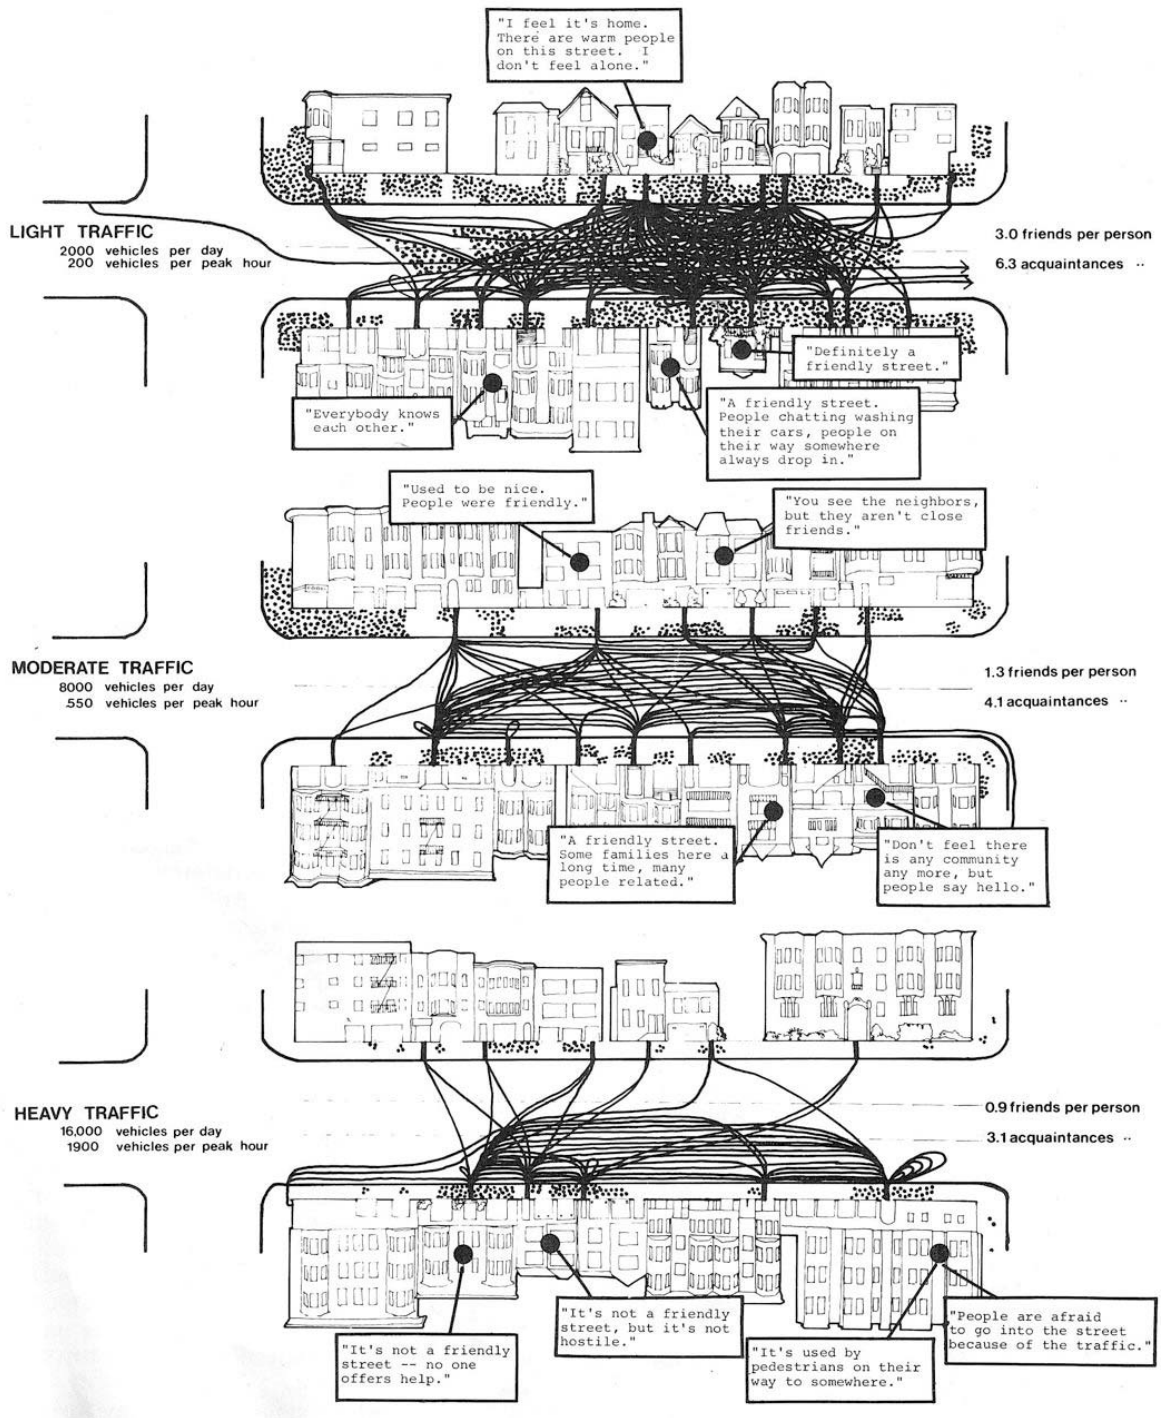 "I feel it's home.
There are warm people
on this street. I
don't feel alone."
LIGHT TRAFFIC
2000 vehicles per day
200 vehicles per peak hour
3.0 friends per person
6.3 acquaintances ··
"Everybody knows
each other."
"Definitely a
friendly street."
"A friendly street.
People chatting washing
their cars, people on
their way somewhere
always drop in."
"Used to be nice.
People were friendly."
"You see the neighbors,
but they aren't close
friends."
MODERATE TRAFFIC
8000 vehicles per day
550 vehicles per peak hour
1.3 friends per person
4.1 acquaintances ··
"A friendly street.
Some families here a
long time, many
people related."
"Don't feel there
is any community
any more, but
people say hello."
HEAVY TRAFFIC
16,000 vehicles per day
1900 vehicles per peak hour
0.9 friends per person
3.1 acquaintances ··
"It's not a friendly
street -- no one
offers help."
"It's not a friendly
street, but it's not
hostile."
"It's used by
pedestrians on their
way to somewhere."
"People are afraid
to go into the street
because of the traffic."